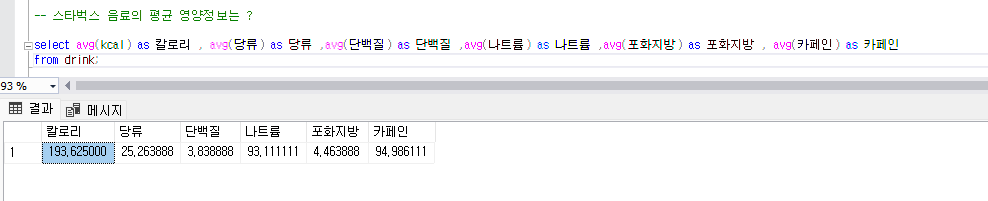 -- 스타벅스 음료의 평균 영양정보는 ?
select avg(kcal) as 칼로리 , avg(당류) as 당류 ,avg(단백질) as 단백질 ,avg(나트륨) as 나트륨 ,avg(포화지방) as 포화지방 , avg(카페인) as 카페인
from drink;
93 %
결과 메시지
칼로리 당류 단백질 나트륨 포화지방 카페인
1 193,625000 25,263888 3,838888 93,111111 4,463888 94,986111